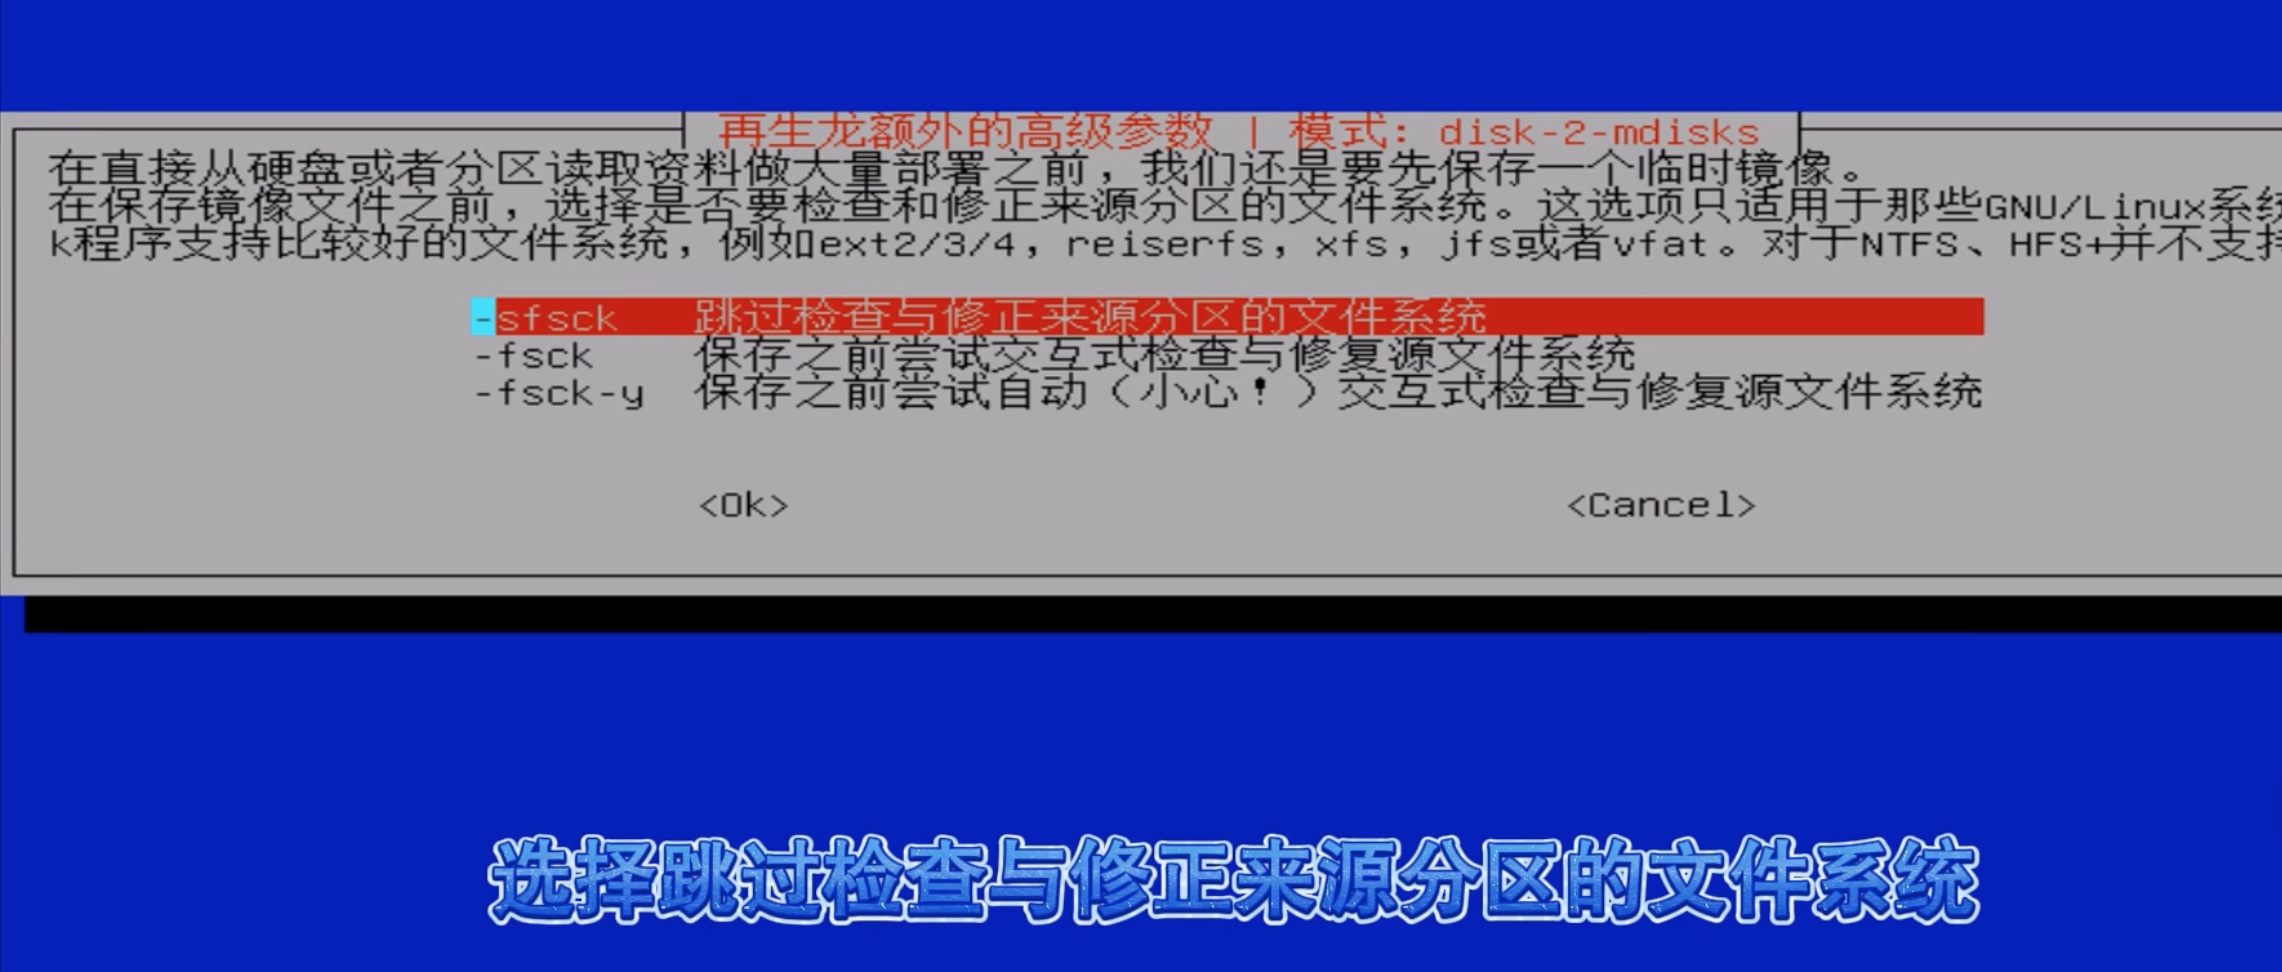 再生龙额外的高级参数 | 模式: disk-2-mdisks
在直接从硬盘或者分区读取资料做大量部署之前，我们还是要先保存一个临时镜像。
在保存镜像文件之前，选择是否要检查和修正来源分区的文件系统。这选项只适用于那些GNU/Linux系统
k程序支持比较好的文件系统，例如ext2/3/4, reiserfs, xfs, jfs或者vfat。对于NTFS、HFS+并不支持
-sfsck 跳过检查与修正来源分区的文件系统
-fsck 保存之前尝试交互式检查与修复源文件系统
-fsck-y 保存之前尝试自动（小心！）交互式检查与修复源文件系统
<Ok> <Cancel>
选择跳过检查与修正来源分区的文件系统